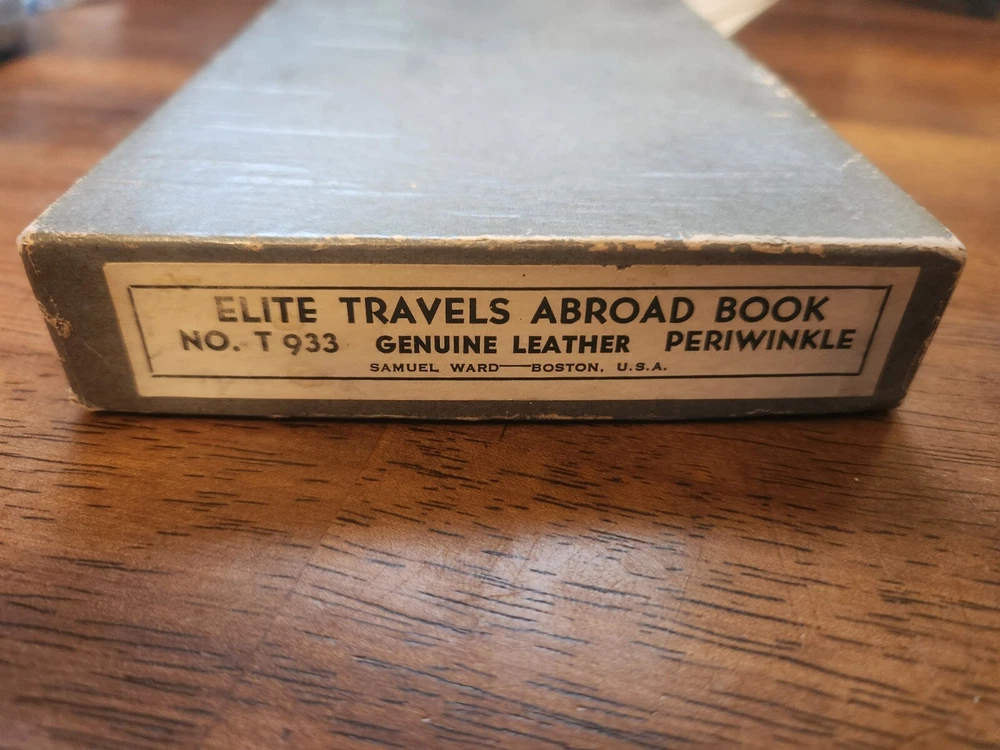 ELITE TRAVELS ABROAD BOOK
NO. T 933 GENUINE LEATHER PERIWINKLE
SAMUEL WARD—BOSTON, U.S.A.